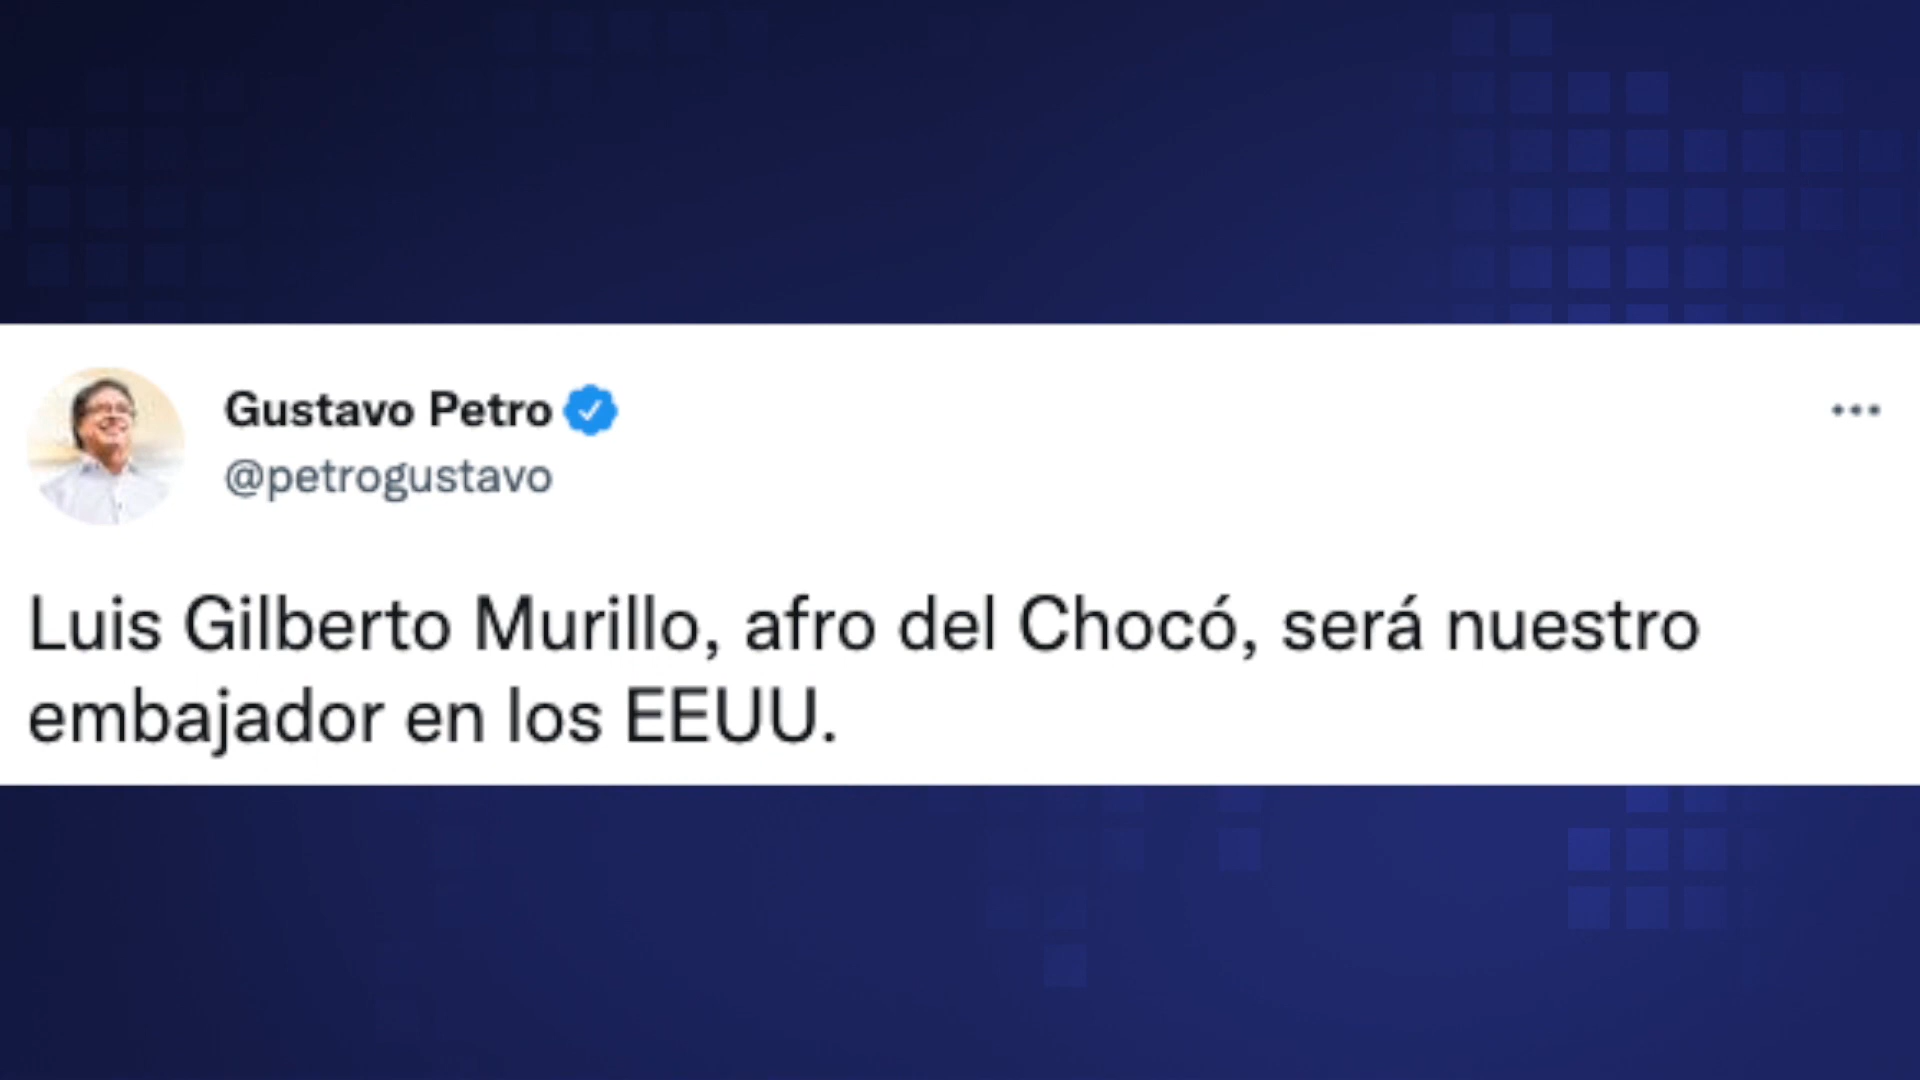 Gustavo Petro
@petrogustavo
Luis Gilberto Murillo, afro del Chocó, será nuestro
embajador en los EEUU.